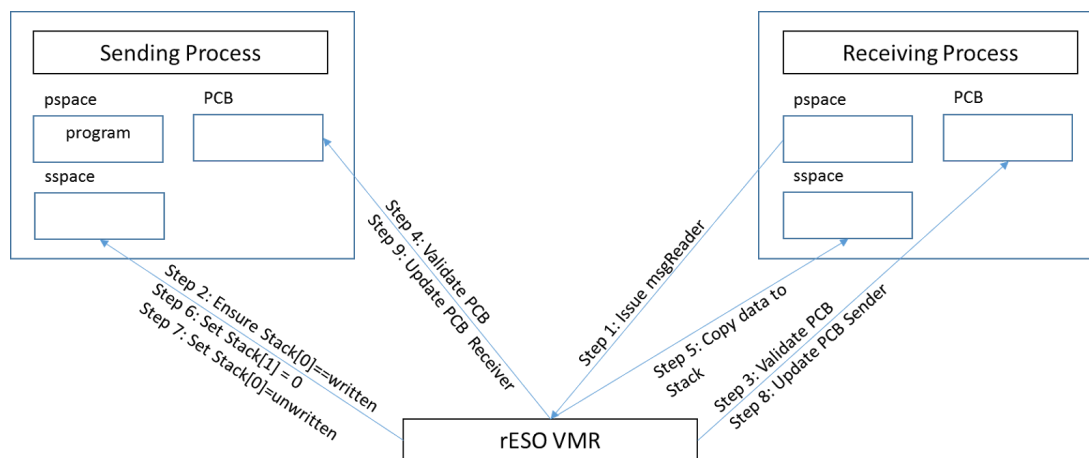 Sending Process
pspace
PCB
program
sspace
Receiving Process
pspace
PCB
sspace
Step 4: Validate PCB
Step 9: Update PCB Receiver
Step 2: Ensure Stack[0]==written
Step 6: Set Stack[1] = 0
Step 7: Set Stack[0]=unwritten
Step 1: Issue msgReader
Step 5: Copy data to
Stack
Step 3: Validate PCB
Step 8: Update PCB Sender
rESO VMR